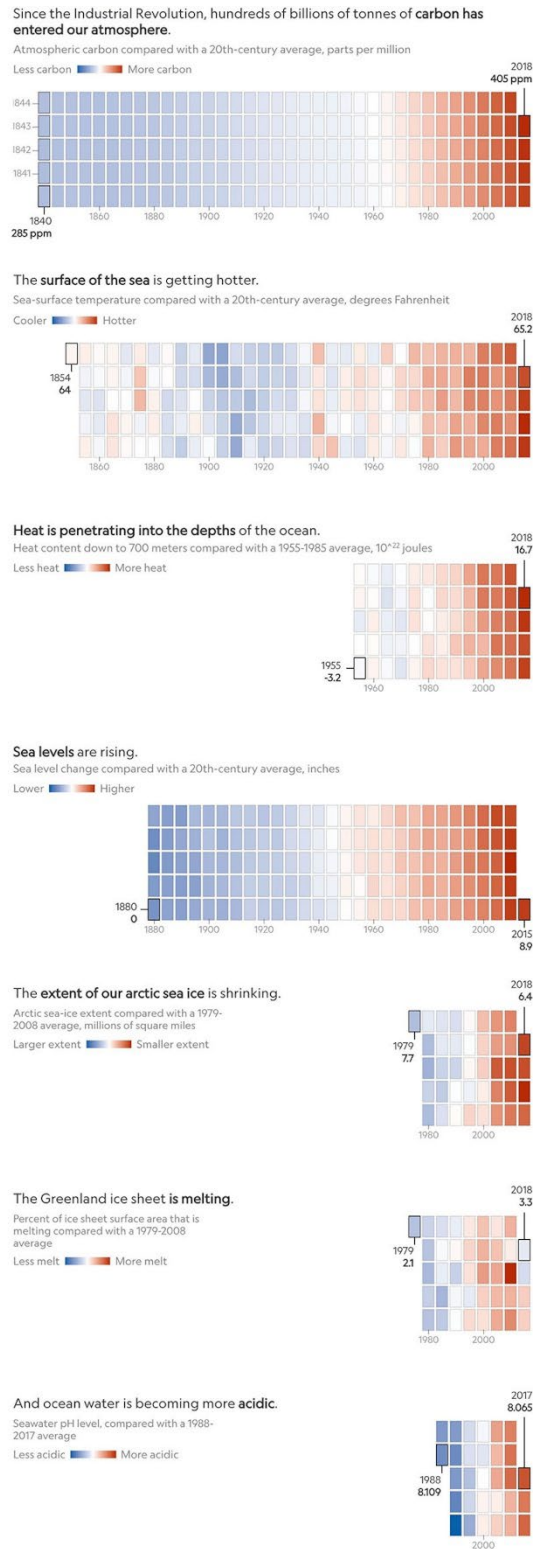 Since the Industrial Revolution, hundreds of billions of tonnes of carbon has
entered our atmosphere.
Atmospheric carbon compared with a 20th-century average, parts per million
Less carbon More carbon
2018
405 ppm
1844
1843
1842
1841
1840
285 ppm
1860 1880 1900 1920 1940 1960 1980 2000
The surface of the sea is getting hotter.
Sea-surface temperature compared with a 20th-century average, degrees Fahrenheit
Cooler Hotter
2018
65.2
1854
64
1860 1880 1900 1920 1940 1960 1980 2000
Heat is penetrating into the depths of the ocean.
Heat content down to 700 meters compared with a 1955-1985 average, 10^22 joules
Less heat More heat
2018
16.7
1955
-3.2
1960 1980 2000
Sea levels are rising.
Sea level change compared with a 20th-century average, inches
Lower Higher
1880
0
1880 1900 1920 1940 1960 1980 2000
2015
8.9
The extent of our arctic sea ice is shrinking.
Arctic sea-ice extent compared with a 1979-
2008 average, millions of square miles
Larger extent Smaller extent
2018
6.4
1979
7.7
1980 2000
The Greenland ice sheet is melting.
Percent of ice sheet surface area that is
melting compared with a 1979-2008
average
Less melt More melt
2018
3.3
1979
2.1
1980 2000
And ocean water is becoming more acidic.
Seawater pH level, compared with a 1988-
2017 average
Less acidic More acidic
2017
8.065
1988
8.109
2000